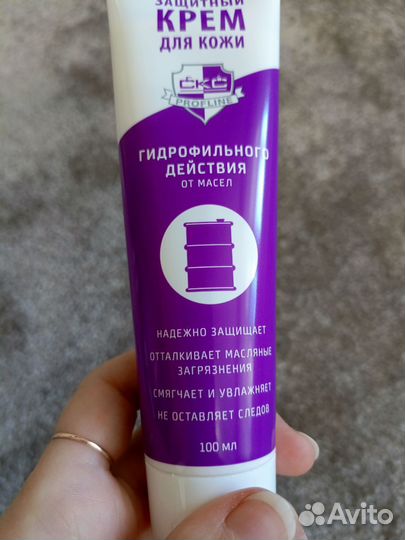 ЗАЩИТНЫЙ
КРЕМ
ДЛЯ КОЖИ
СКС
PROFLINE
ГИДРОФИЛЬНОГО
ДЕЙСТВИЯ
ОТ МАСЕЛ
НАДЕЖНО ЗАЩИЩАЕТ
ОТТАЛКИВАЕТ МАСЛЯНЫЕ
ЗАГРЯЗНЕНИЯ
СМЯГЧАЕТ И УВЛАЖНЯЕТ
НЕ ОСТАВЛЯЕТ СЛЕДОВ
100 МЛ
Avito